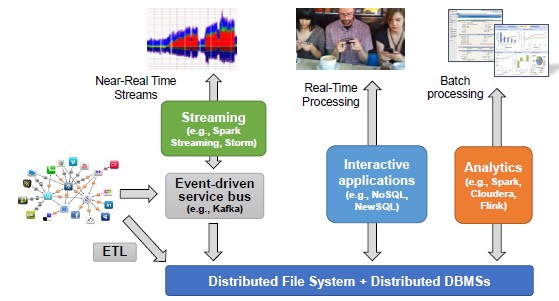 Near-Real Time
Streams
Real-Time
Processing
Batch
processing
Streaming
(e.g., Spark
Streaming, Storm)
Event-driven
service bus
(e.g., Kafka)
Interactive
applications
(e.g., NoSQL,
NewSQL)
Analytics
(e.g., Spark,
Cloudera,
Flink)
ETL
Distributed File System + Distributed DBMSs